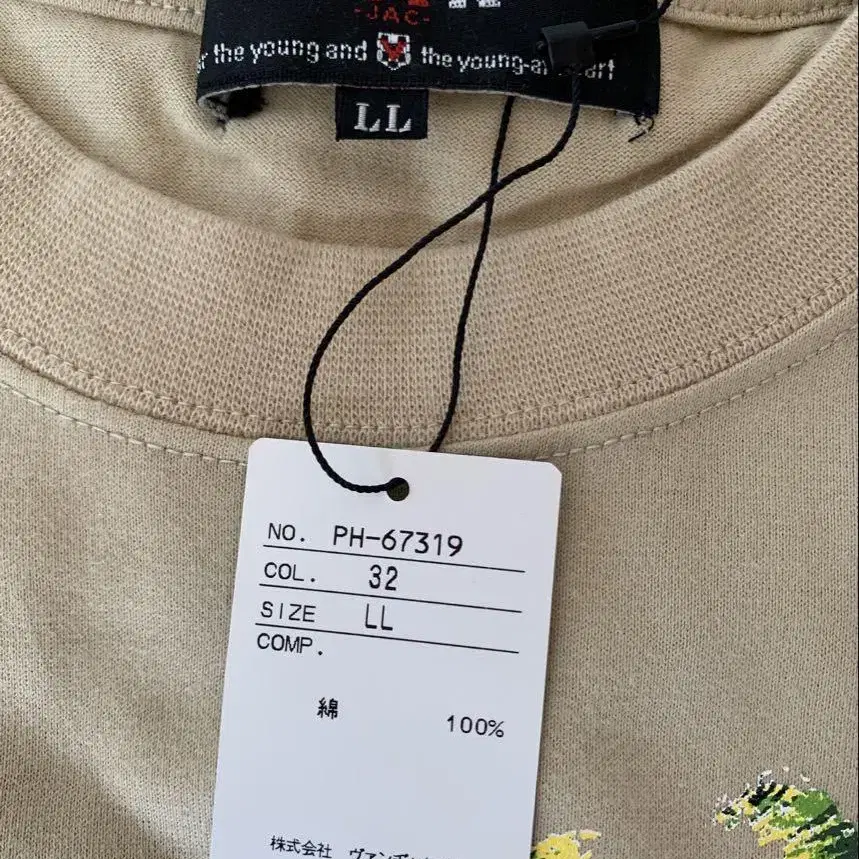 -JAC-
the young and the young-at
LL
NO. PH-67319
COL. 32
SIZE LL
COMP.
綿 100%
株式会社